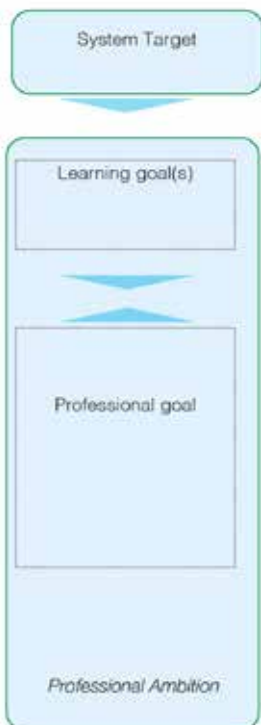 System Target
Learning goal(s)
Professional goal
Professional Ambition